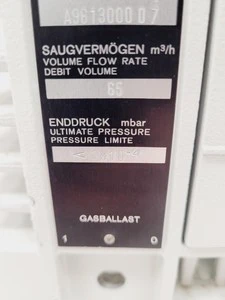 A9613000 D 7
SAUGVERMÖGEN m³/h
VOLUME FLOW RATE
DEBIT VOLUME
65
ENDDRUCK mbar
ULTIMATE PRESSURE
PRESSURE LIMITE
GASBALLAST
1 0